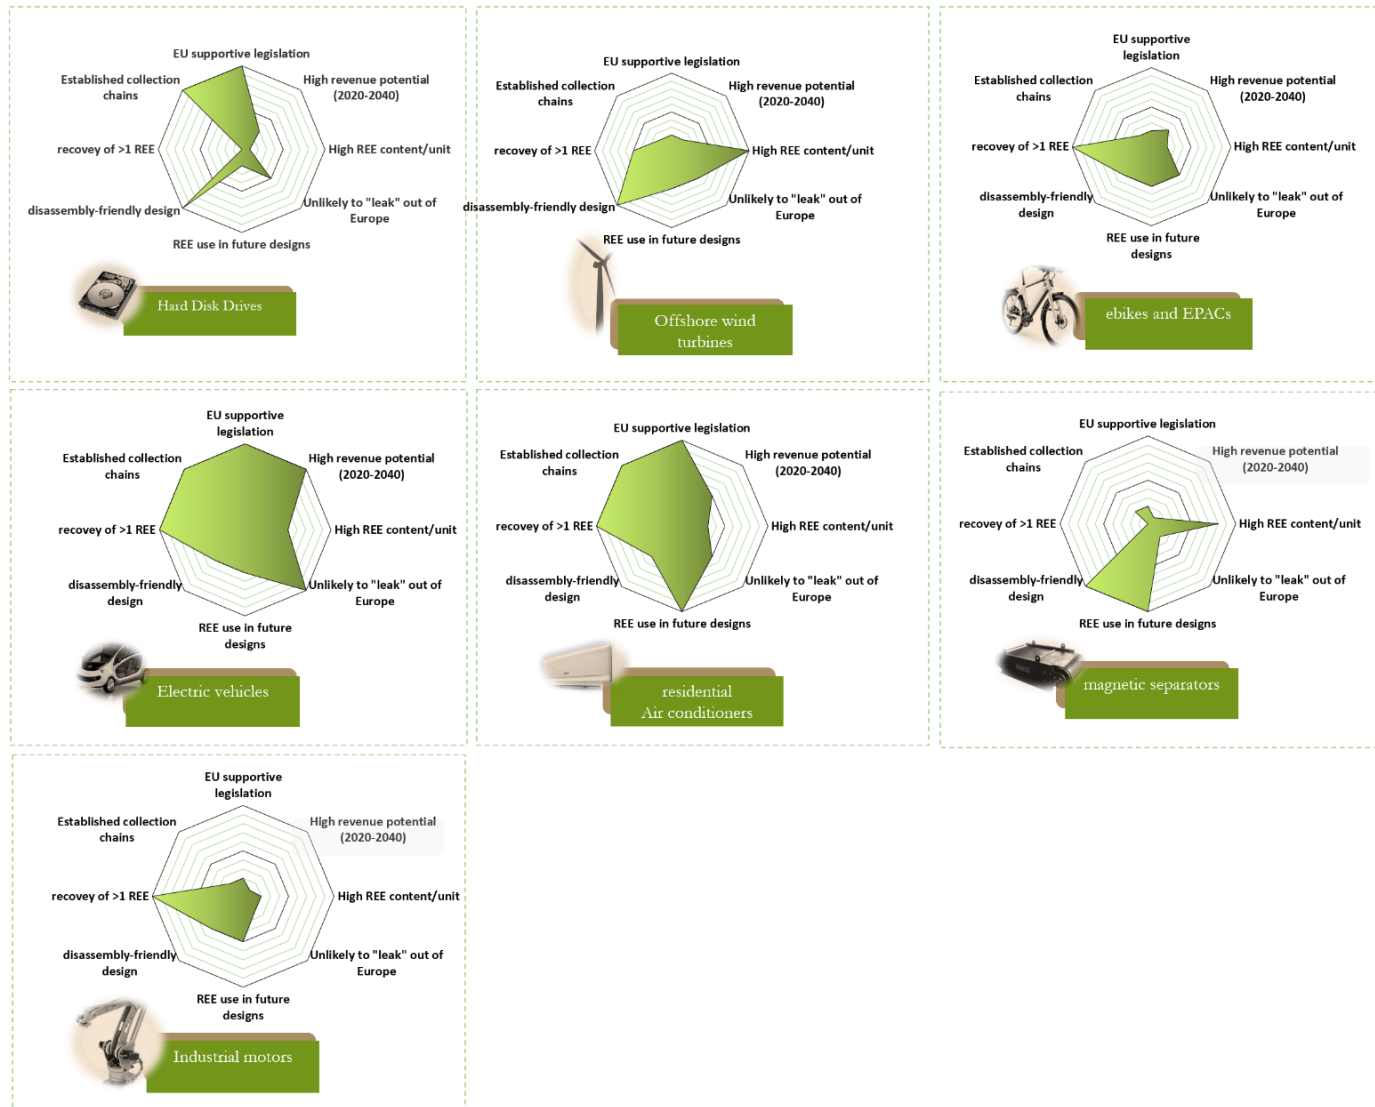 EU supportive legislation
High revenue potential
(2020-2040)
High REE content/unit
Unlikely to "leak" out of
Europe
REE use in future designs
disassembly-friendly design
recovey of >1 REE
Established collection
chains
Hard Disk Drives
EU supportive legislation
High revenue potential
(2020-2040)
High REE content/unit
Unlikely to "leak" out of
Europe
REE use in future designs
disassembly-friendly design
recovey of >1 REE
Established collection
chains
Offshore wind
turbines
EU supportive
legislation
High revenue potential
(2020-2040)
High REE content/unit
Unlikely to "leak" out of
Europe
REE use in future
designs
disassembly-friendly
design
recovey of >1 REE
Established collection
chains
ebikes and EPACs
EU supportive
legislation
High revenue potential
(2020-2040)
High REE content/unit
Unlikely to "leak" out of
Europe
REE use in future
designs
disassembly-friendly
design
recovey of >1 REE
Established collection
chains
Electric vehicles
EU supportive legislation
High revenue potential
(2020-2040)
High REE content/unit
Unlikely to "leak" out of
Europe
REE use in future designs
disassembly-friendly
design
recovey of >1 REE
Established collection
chains
residential
Air conditioners
EU supportive legislation
High revenue potential
(2020-2040)
High REE content/unit
Unlikely to "leak" out of
Europe
REE use in future designs
disassembly-friendly
design
recovey of >1 REE
Established collection
chains
magnetic separators
EU supportive
legislation
High revenue potential
(2020-2040)
High REE content/unit
Unlikely to "leak" out of
Europe
REE use in future
designs
disassembly-friendly
design
recovey of >1 REE
Established collection
chains
Industrial motors